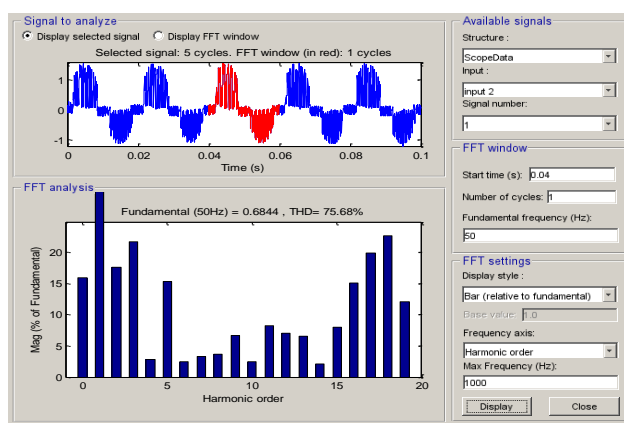 Signal to analyze
Display selected signal Display FFT window
Selected signal: 5 cycles. FFT window (in red): 1 cycles
1
0
-1
0 0.02 0.04 0.06 0.08 0.1
Time (s)
FFT analysis
Fundamental (50Hz) = 0.6844 , THD= 75.68%
Mag (% of Fundamental)
20
15
10
5
0
0 5 10 15 20
Harmonic order
Available signals
Structure :
ScopeData
Input :
input 2
Signal number:
1
FFT window
Start time (s): 0.04
Number of cycles: 1
Fundamental frequency (Hz):
50
FFT settings
Display style :
Bar (relative to fundamental)
Base value: 1.0
Frequency axis:
Harmonic order
Max Frequency (Hz):
1000
Display Close